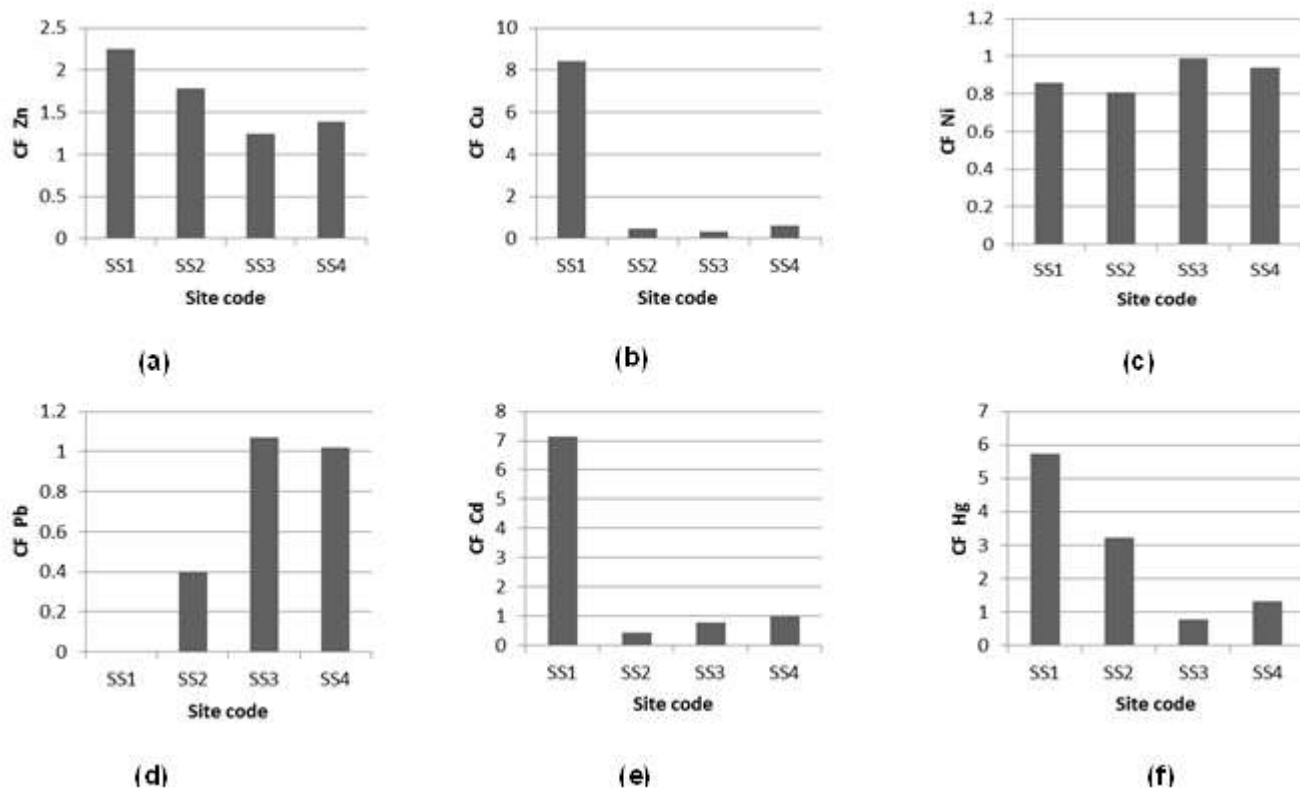 2.5
2
1.5
1
0.5
0
CF Zn
SS1 SS2 SS3 SS4
Site code
(a)
10
8
6
4
2
0
CF Cu
SS1 SS2 SS3 SS4
Site code
(b)
1.2
1
0.8
0.6
0.4
0.2
0
CF Ni
SS1 SS2 SS3 SS4
Site code
(c)
1.2
1
0.8
0.6
0.4
0.2
0
CF Pb
SS1 SS2 SS3 SS4
Site code
(d)
8
7
6
5
4
3
2
1
0
CF Cd
SS1 SS2 SS3 SS4
Site code
(e)
7
6
5
4
3
2
1
0
CF Hg
SS1 SS2 SS3 SS4
Site code
(f)